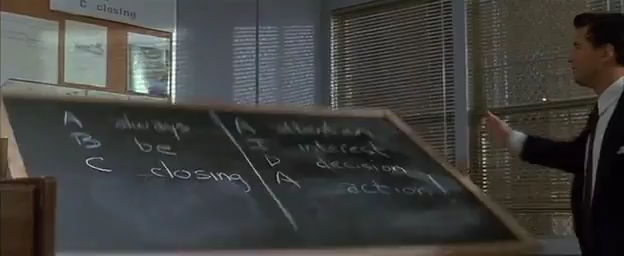 C closing
A always
B be
C closing
A attention
I interest
D decision
A action